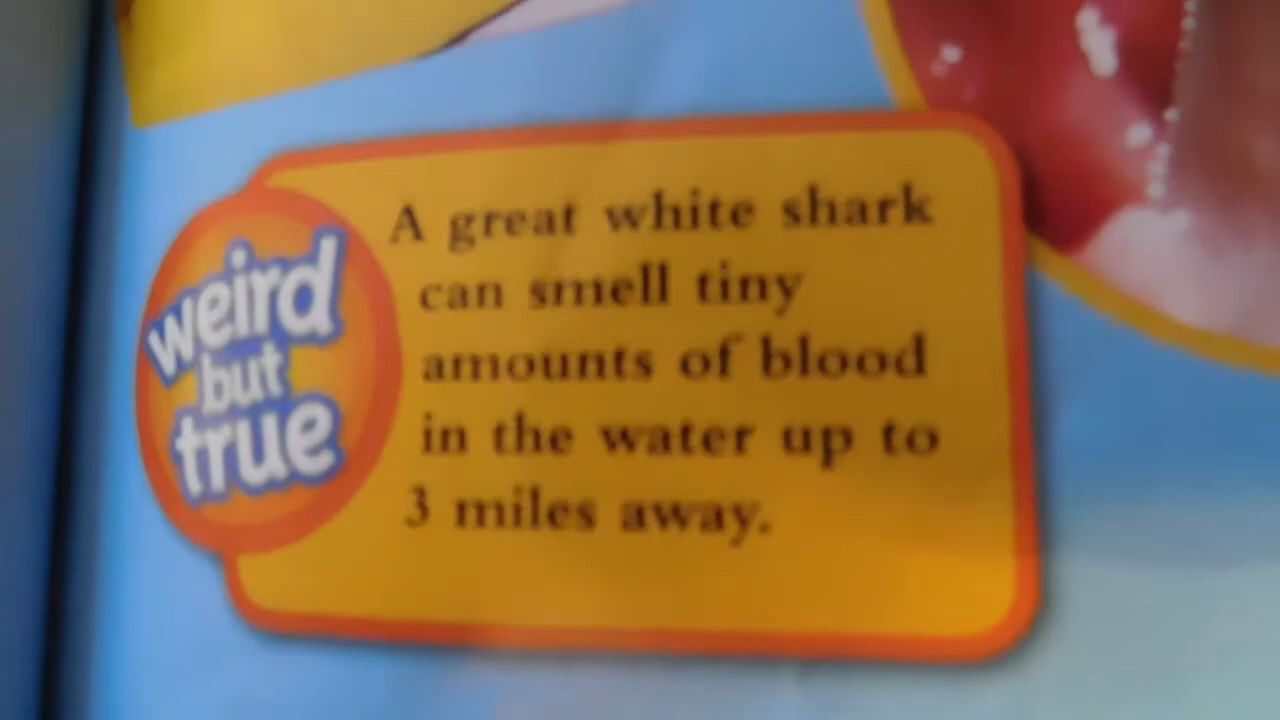 weird
but
true
A great white shark
can smell tiny
amounts of blood
in the water up to
3 miles away.